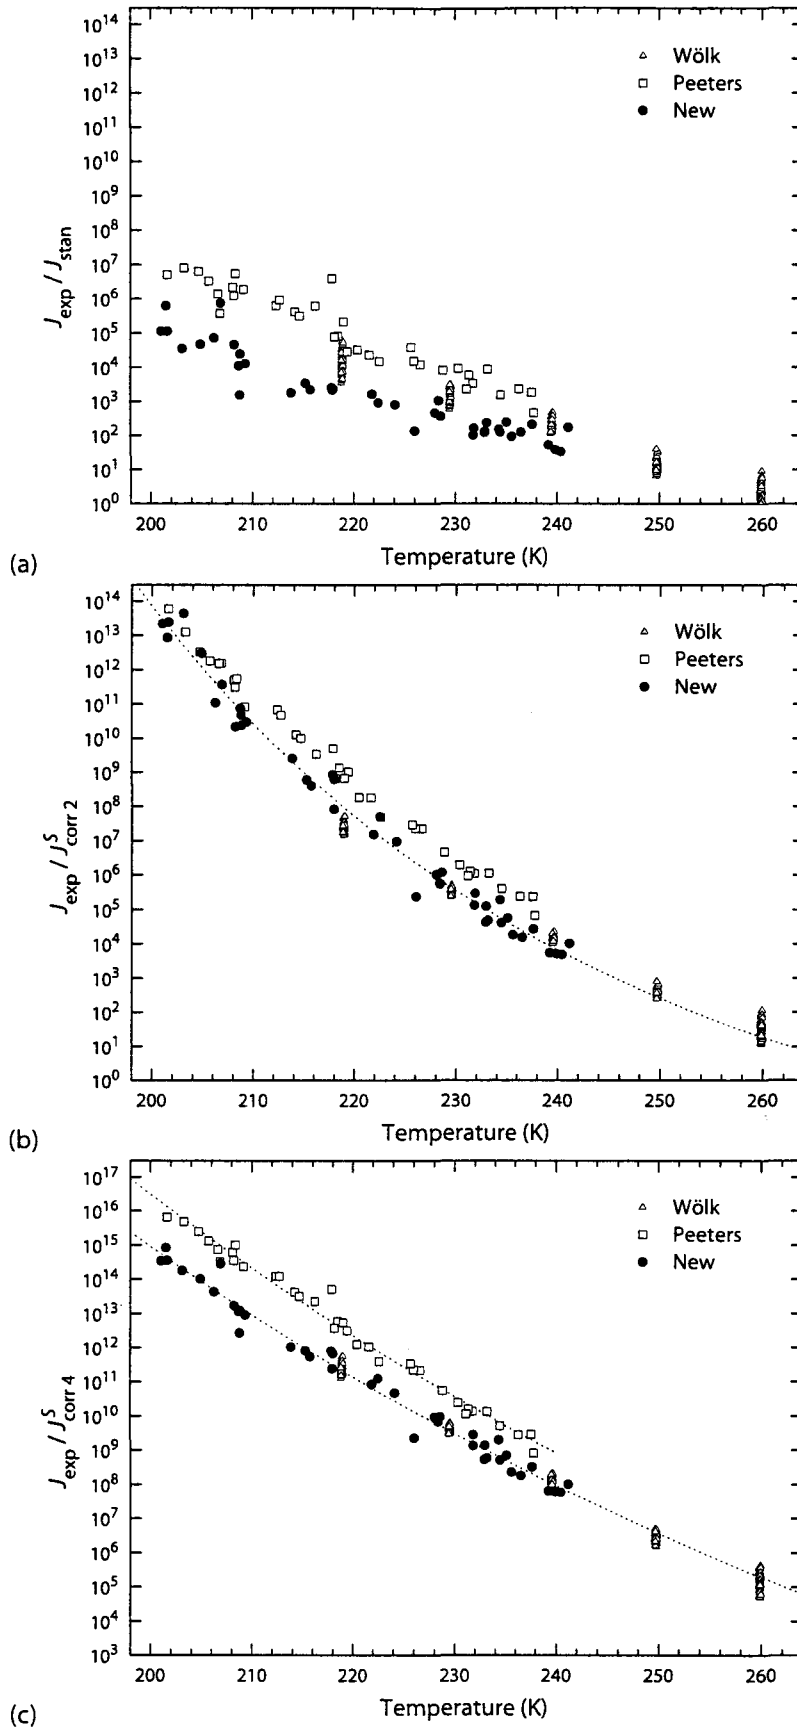 10^14
10^13
10^12
10^11
10^10
10^9
10^8
10^7
10^6
10^5
10^4
10^3
10^2
10^1
10^0
J_exp / J_stan
Wölk
Peeters
New
200 210 220 230 240 250 260
Temperature (K)
(a)
10^14
10^13
10^12
10^11
10^10
10^9
10^8
10^7
10^6
10^5
10^4
10^3
10^2
10^1
10^0
J_exp / J^S_corr 2
Wölk
Peeters
New
200 210 220 230 240 250 260
Temperature (K)
(b)
10^17
10^16
10^15
10^14
10^13
10^12
10^11
10^10
10^9
10^8
10^7
10^6
10^5
10^4
10^3
J_exp / J^S_corr 4
Wölk
Peeters
New
200 210 220 230 240 250 260
Temperature (K)
(c)